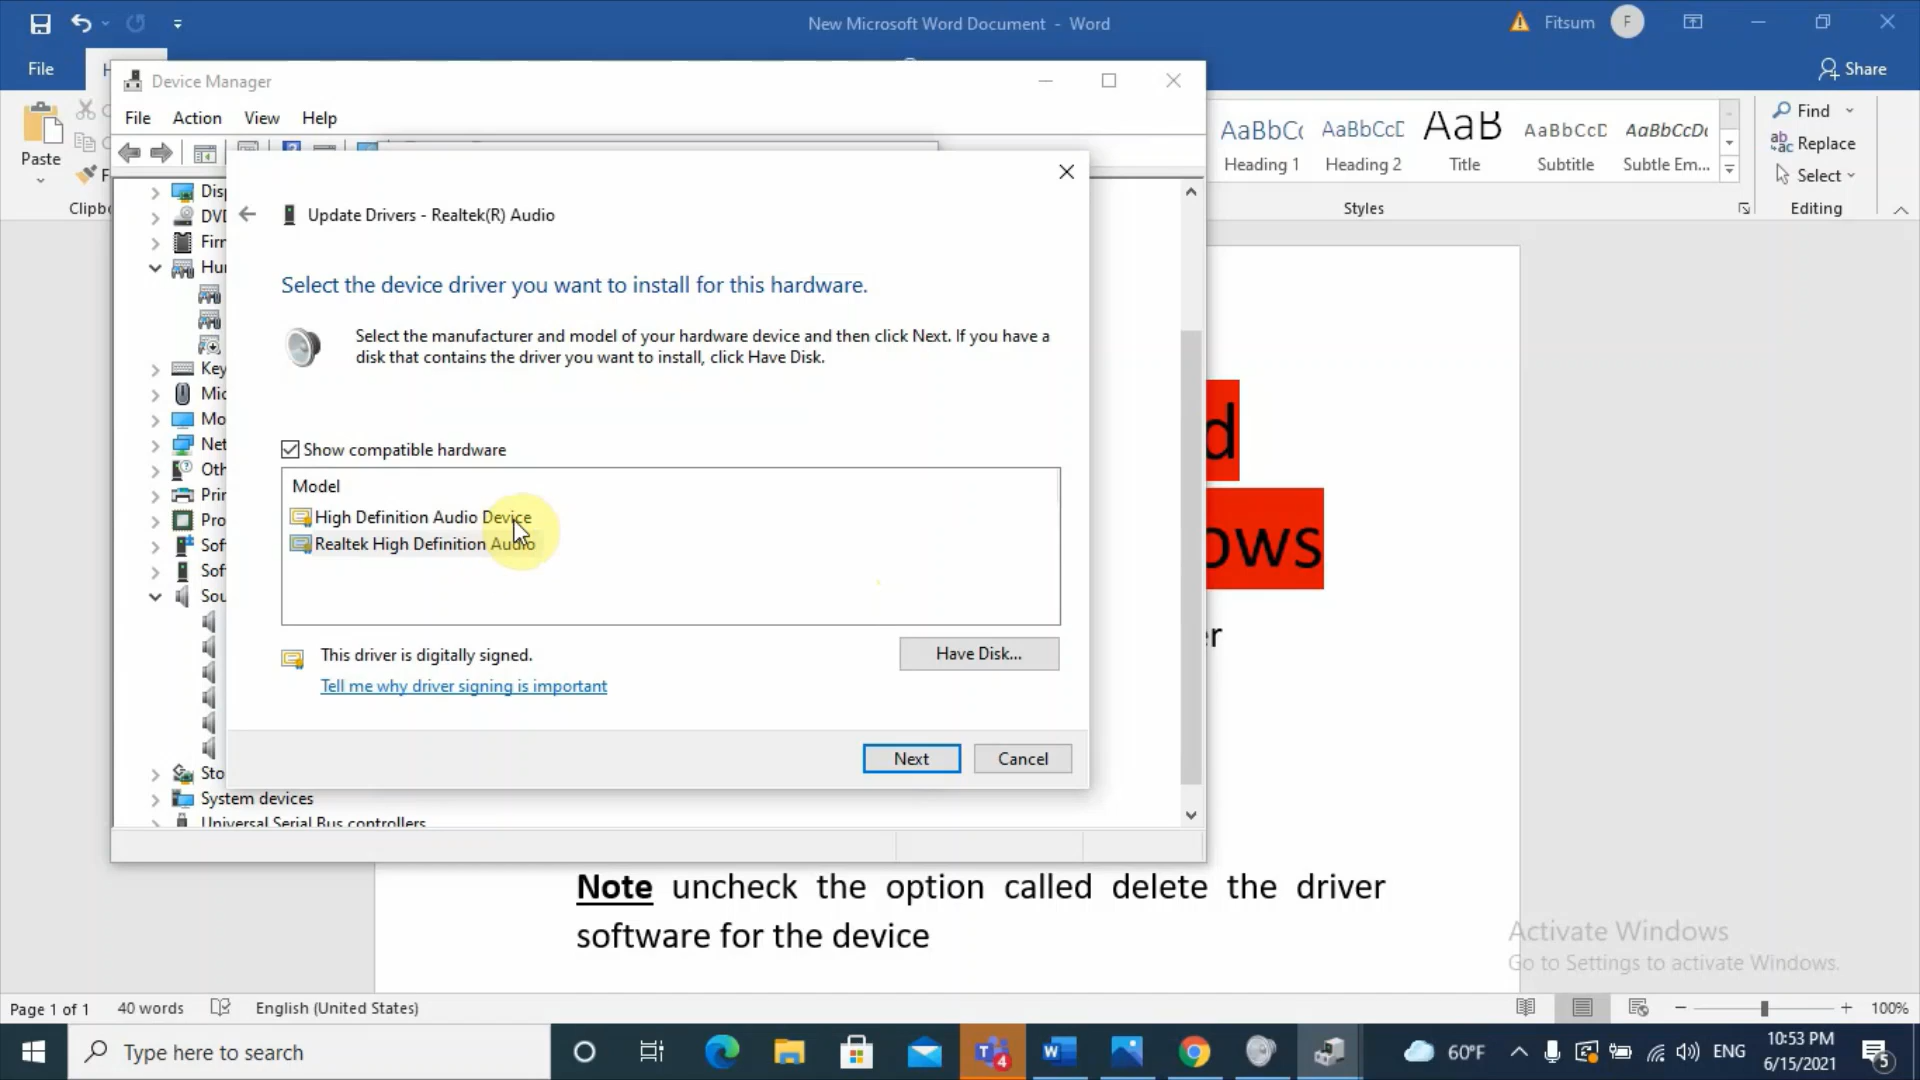 New Microsoft Word Document - Word
Fitsum
F
File
Share
Device Manager
File Action View Help
Paste
Find
Replace
Select
AaBbC(
AaBbCcD
AaB
AaBbCcD
AaBbCcDc
Heading 1
Heading 2
Title
Subtitle
Subtle Em...
Styles
Editing
Update Drivers - Realtek(R) Audio
Select the device driver you want to install for this hardware.
Select the manufacturer and model of your hardware device and then click Next. If you have a
disk that contains the driver you want to install, click Have Disk.
Show compatible hardware
Model
High Definition Audio Device
Realtek High Definition Audio
This driver is digitally signed.
Tell me why driver signing is important
Have Disk...
Next
Cancel
System devices
Universal Serial Bus controllers
Note uncheck the option called delete the driver
software for the device
Activate Windows
Go to Settings to activate Windows.
Page 1 of 1
40 words
English (United States)
100%
Type here to search
4
60°F
ENG
10:53 PM
6/15/2021
5